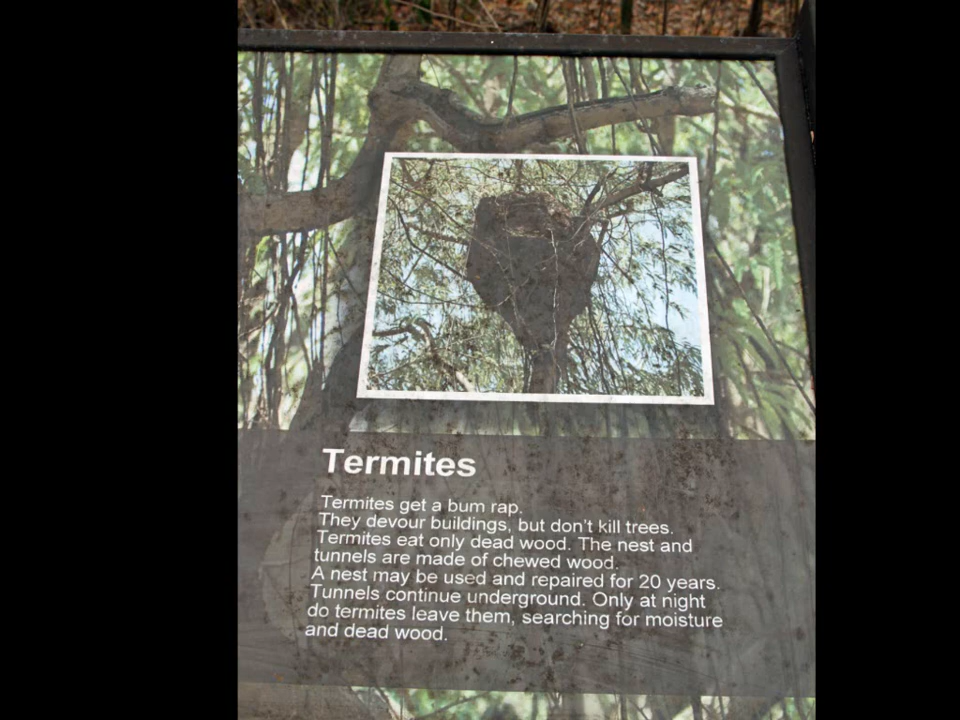 Termites
Termites get a bum rap.
They devour buildings, but don't kill trees.
Termites eat only dead wood. The nest and
tunnels are made of chewed wood.
A nest may be used and repaired for 20 years.
Tunnels continue underground. Only at night
do termites leave them, searching for moisture
and dead wood.